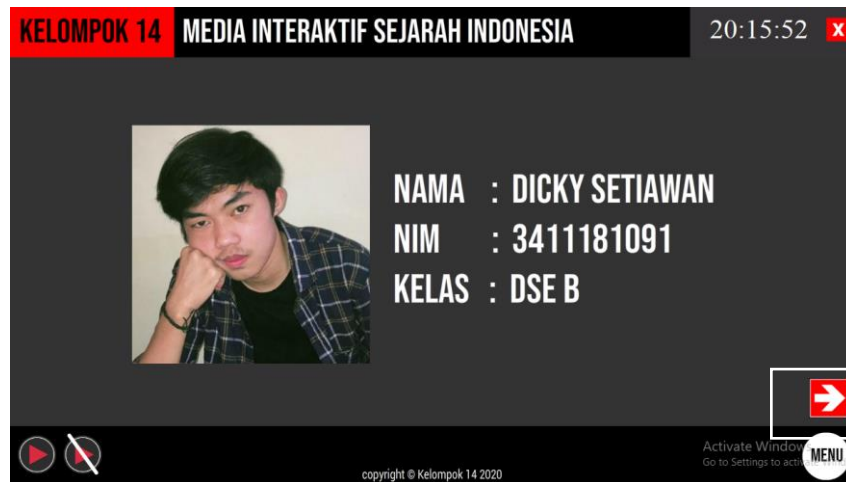 KELOMPOK 14 MEDIA INTERAKTIF SEJARAH INDONESIA 20:15:52 X
NAMA : DICKY SETIAWAN
NIM : 3411181091
KELAS : DSE B
Activate Windows
Go to Settings to activate
MENU
copyright © Kelompok 14 2020